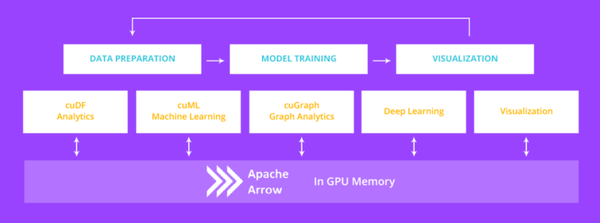 DATA PREPARATION
MODEL TRAINING
VISUALIZATION
cuDF
Analytics
cuML
Machine Learning
cuGraph
Graph Analytics
Deep Learning
Visualization
Apache
Arrow
In GPU Memory